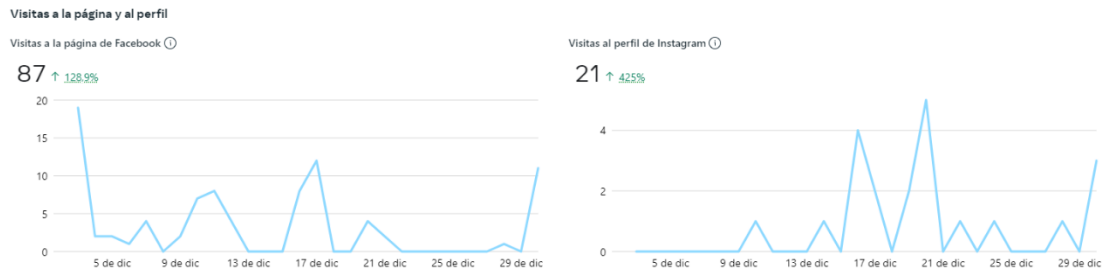 Visitas a la página y al perfil
Visitas a la página de Facebook
87 ↑ 128,9%
20
15
10
5
0
5 de dic 9 de dic 13 de dic 17 de dic 21 de dic 25 de dic 29 de dic
Visitas al perfil de Instagram
21 ↑ 425%
4
2
0
5 de dic 9 de dic 13 de dic 17 de dic 21 de dic 25 de dic 29 de dic